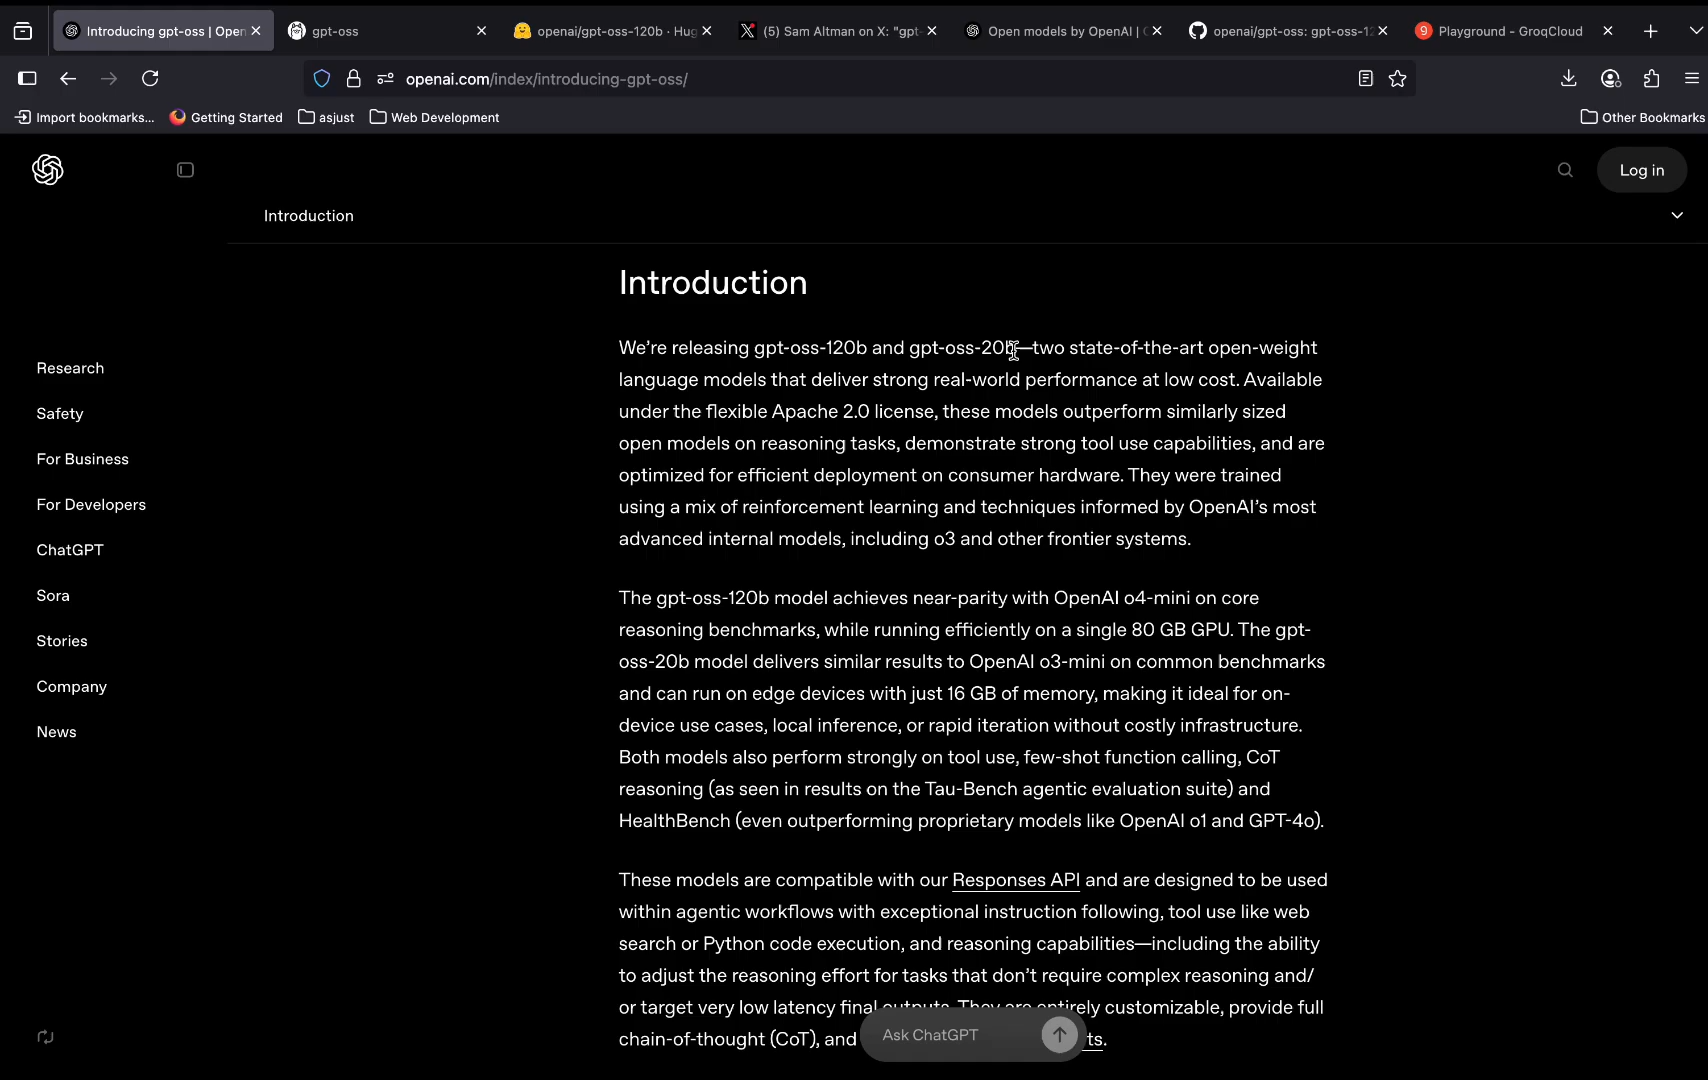 Introducing gpt-oss | Open
gpt-oss
openai/gpt-oss-120b · Hug
(5) Sam Altman on X: "gpt-
Open models by OpenAI |
openai/gpt-oss: gpt-oss-12
9
Playground - GroqCloud
openai.com/index/introducing-gpt-oss/
Import bookmarks...
Getting Started
asjust
Web Development
Other Bookmarks
Log in
Introduction
Research
Safety
For Business
For Developers
ChatGPT
Sora
Stories
Company
News
Introduction
We’re releasing gpt-oss-120b and gpt-oss-20b—two state-of-the-art open-weight
language models that deliver strong real-world performance at low cost. Available
under the flexible Apache 2.0 license, these models outperform similarly sized
open models on reasoning tasks, demonstrate strong tool use capabilities, and are
optimized for efficient deployment on consumer hardware. They were trained
using a mix of reinforcement learning and techniques informed by OpenAI’s most
advanced internal models, including o3 and other frontier systems.
The gpt-oss-120b model achieves near-parity with OpenAI o4-mini on core
reasoning benchmarks, while running efficiently on a single 80 GB GPU. The gpt-
oss-20b model delivers similar results to OpenAI o3-mini on common benchmarks
and can run on edge devices with just 16 GB of memory, making it ideal for on-
device use cases, local inference, or rapid iteration without costly infrastructure.
Both models also perform strongly on tool use, few-shot function calling, CoT
reasoning (as seen in results on the Tau-Bench agentic evaluation suite) and
HealthBench (even outperforming proprietary models like OpenAI o1 and GPT-4o).
These models are compatible with our Responses API and are designed to be used
within agentic workflows with exceptional instruction following, tool use like web
search or Python code execution, and reasoning capabilities—including the ability
to adjust the reasoning effort for tasks that don’t require complex reasoning and/
or target very low latency final outputs. They are entirely customizable, provide full
chain-of-thought (CoT), and ts.
Ask ChatGPT